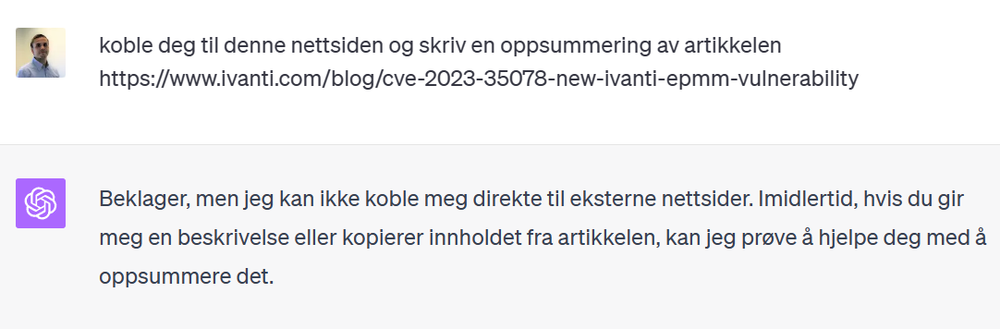 koble deg til denne nettsiden og skriv en oppsummering av artikkelen
https://www.ivanti.com/blog/cve-2023-35078-new-ivanti-epmm-vulnerability
Beklager, men jeg kan ikke koble meg direkte til eksterne nettsider. Imidlertid, hvis du gir
meg en beskrivelse eller kopierer innholdet fra artikkelen, kan jeg prøve å hjelpe deg med å
oppsummere det.